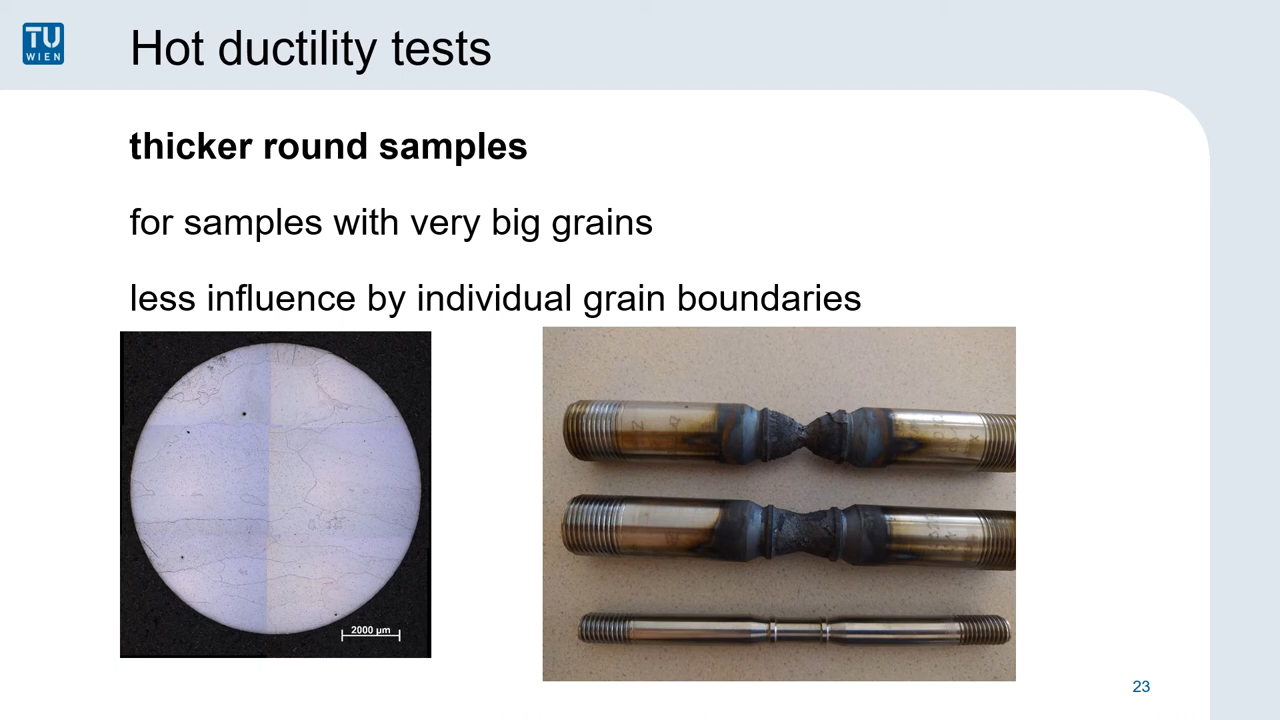 TU
WIEN
Hot ductility tests
thicker round samples
for samples with very big grains
less influence by individual grain boundaries
2000 µm
23